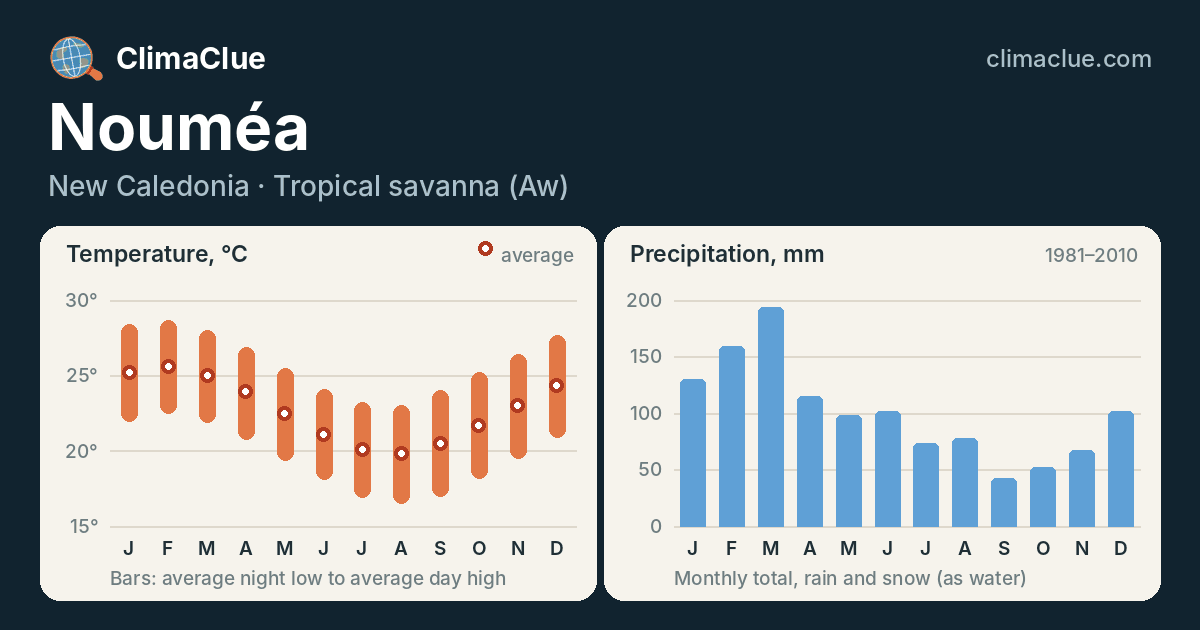 ClimaClue
climaclue.com
Nouméa
New Caledonia · Tropical savanna (Aw)
Temperature, °C
average
30°
25°
20°
15°
J F M A M J J A S O N D
Bars: average night low to average day high
Precipitation, mm
1981–2010
200
150
100
50
0
J F M A M J J A S O N D
Monthly total, rain and snow (as water)